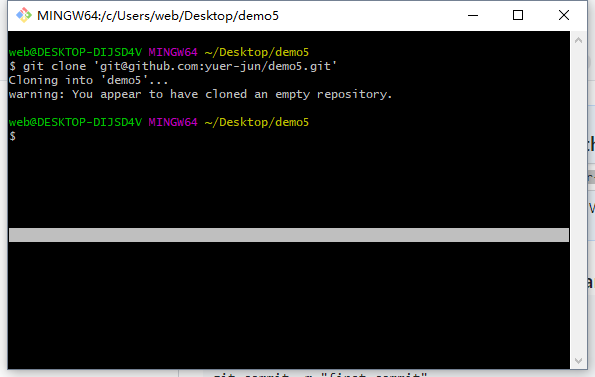 MINGW64:/c/Users/web/Desktop/demo5
web@DESKTOP-DIJSD4V MINGW64 ~/Desktop/demo5
$ git clone 'git@github.com:yuer-jun/demo5.git'
Cloning into 'demo5'...
warning: You appear to have cloned an empty repository.
web@DESKTOP-DIJSD4V MINGW64 ~/Desktop/demo5
$
git commit -m "first commit"